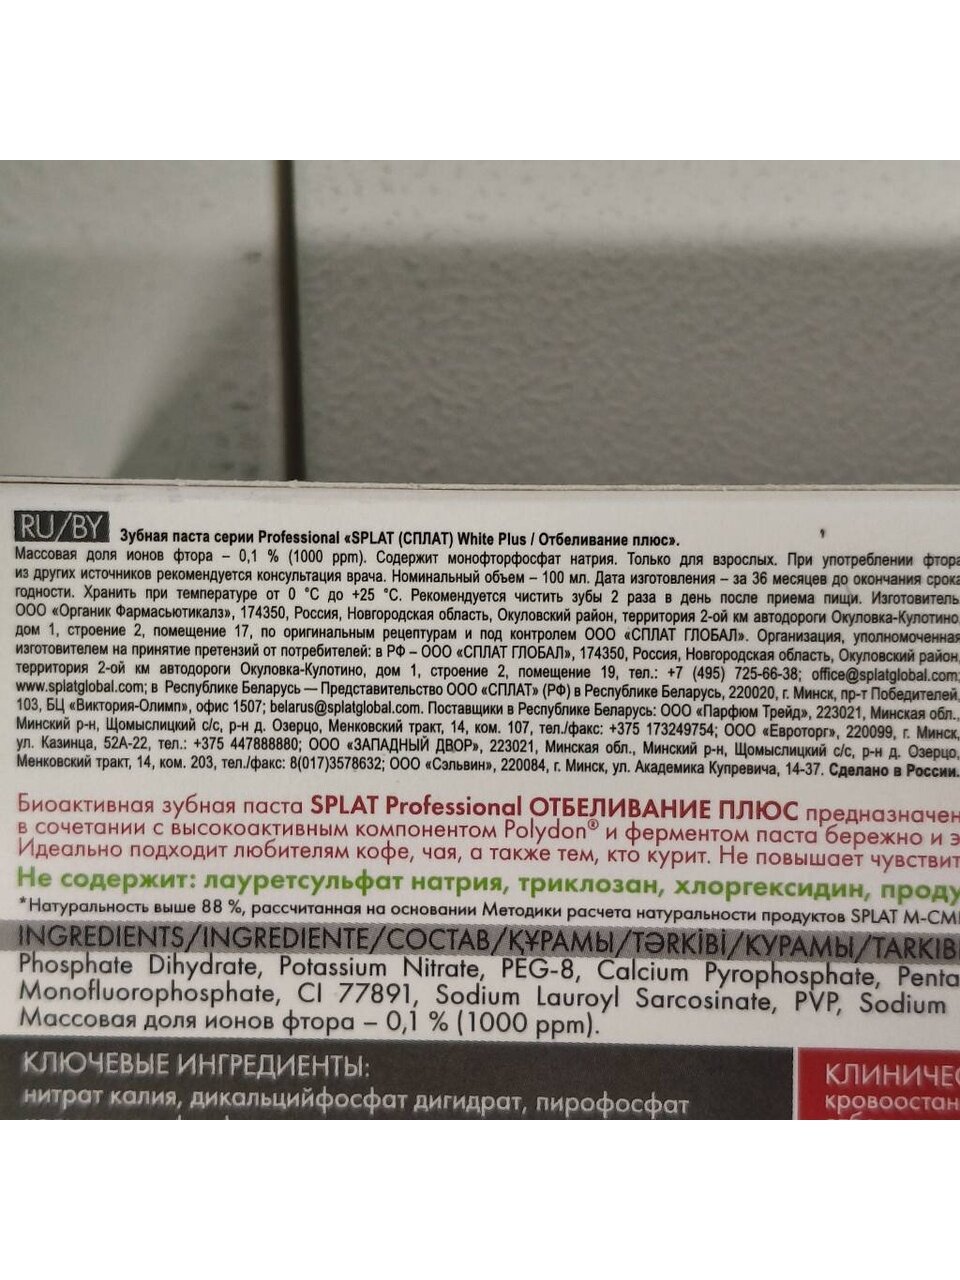 RU/BY Зубная паста серии Professional «SPLAT (СПЛАТ) White Plus / Отбеливание плюс».
Массовая доля ионов фтора – 0,1 % (1000 ppm). Содержит монофторфосфат натрия. Только для взрослых. При употреблении фтора
из других источников рекомендуется консультация врача. Номинальный объем – 100 мл. Дата изготовления – за 36 месяцев до окончания срока
годности. Хранить при температуре от 0 °С до +25 °С. Рекомендуется чистить зубы 2 раза в день после приема пищи. Изготовитель
ООО «Органик Фармасьютикалз», 174350, Россия, Новгородская область, Окуловский район, территория 2-ой км автодороги Окуловка-Кулотино,
дом 1, строение 2, помещение 17, по оригинальным рецептурам и под контролем ООО «СПЛАТ ГЛОБАЛ». Организация, уполномоченная
изготовителем на принятие претензий от потребителей: в РФ – ООО «СПЛАТ ГЛОБАЛ», 174350, Россия, Новгородская область, Окуловский район,
территория 2-ой км автодороги Окуловка-Кулотино, дом 1, строение 2, помещение 19, тел.: +7 (495) 725-66-38; office@splatglobal.com
www.splatglobal.com; в Республике Беларусь — Представительство ООО «СПЛАТ» (РФ) в Республике Беларусь, 220020, г. Минск, пр-т Победителей,
103, БЦ «Виктория-Олимп», офис 1507; belarus@splatglobal.com. Поставщики в Республике Беларусь: ООО «Парфюм Трейд», 223021, Минская обл.,
Минский р-н, Щомыслицкий с/с, р-н д. Озерцо, Менковский тракт, 14, ком. 107, тел./факс: +375 173249754; ООО «Евроторг», 220099, г. Минск,
ул. Казинца, 52А-22, тел.: +375 447888880; ООО «ЗАПАДНЫЙ ДВОР», 223021, Минская обл., Минский р-н, Щомыслицкий с/с, р-н д. Озерцо,
Менковский тракт, 14, ком. 203, тел./факс: 8(017)3578632; ООО «Сэльвин», 220084, г. Минск, ул. Академика Купревича, 14-37. Сделано в России.
Биоактивная зубная паста SPLAT Professional ОТБЕЛИВАНИЕ ПЛЮС предназначен
в сочетании с высокоактивным компонентом Polydon® и ферментом паста бережно и э
Идеально подходит любителям кофе, чая, а также тем, кто курит. Не повышает чувствит
Не содержит: лауретсульфат натрия, триклозан, хлоргексидин, проду
*Натуральность выше 88 %, рассчитанная на основании Методики расчета натуральности продуктов SPLAT М-СМ
INGREDIENTS/INGREDIENTE/СОСТАВ/ҚҰРАМЫ/TƏRKİBİ/КУРАМЫ/TARKIBI
Phosphate Dihydrate, Potassium Nitrate, PEG-8, Calcium Pyrophosphate, Penta
Monofluorophosphate, CI 77891, Sodium Lauroyl Sarcosinate, PVP, Sodium
Массовая доля ионов фтора – 0,1 % (1000 ppm).
КЛЮЧЕВЫЕ ИНГРЕДИЕНТЫ:
нитрат калия, дикальцийфосфат дигидрат, пирофосфат
КЛИНИЧЕС
кровоостан